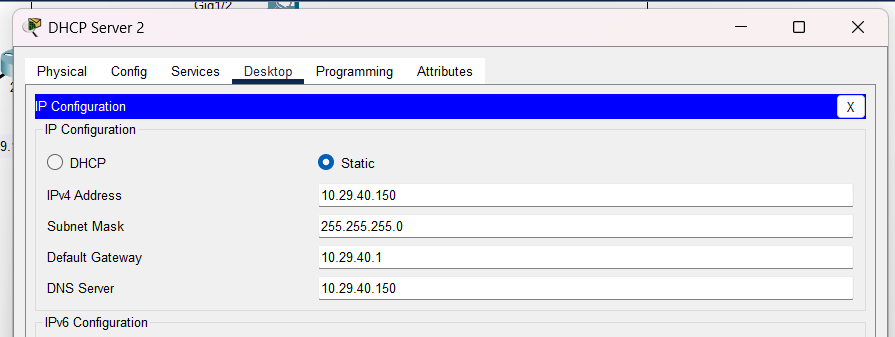 Gig1/2
DHCP Server 2
Physical Config Services Desktop Programming Attributes
IP Configuration X
IP Configuration
DHCP Static
IPv4 Address 10.29.40.150
Subnet Mask 255.255.255.0
Default Gateway 10.29.40.1
DNS Server 10.29.40.150
IPv6 Configuration